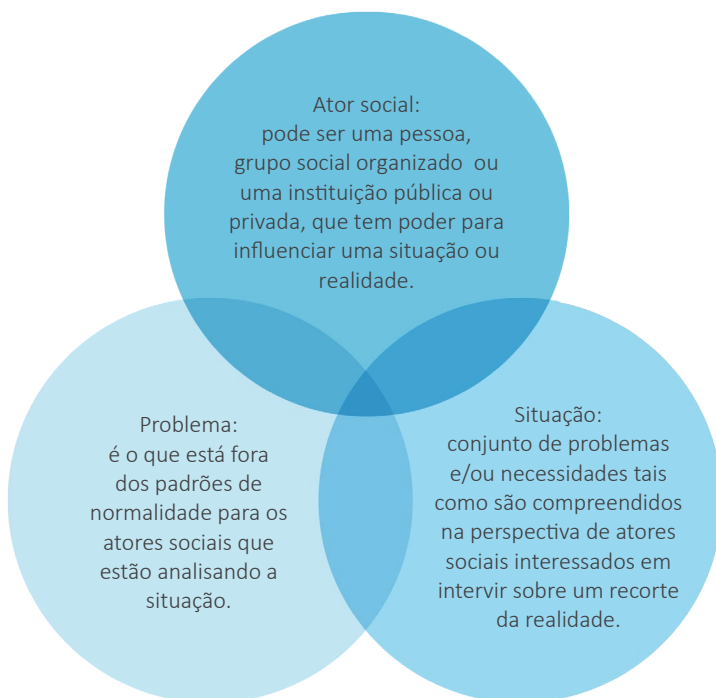 Ator social:
pode ser uma pessoa,
grupo social organizado ou
uma instituição pública ou
privada, que tem poder para
influenciar uma situação ou
realidade.
Problema:
é o que está fora
dos padrões de
normalidade para os
atores sociais que
estão analisando a
situação.
Situação:
conjunto de problemas
e/ou necessidades tais
como são compreendidos
na perspectiva de atores
sociais interessados em
intervir sobre um recorte
da realidade.